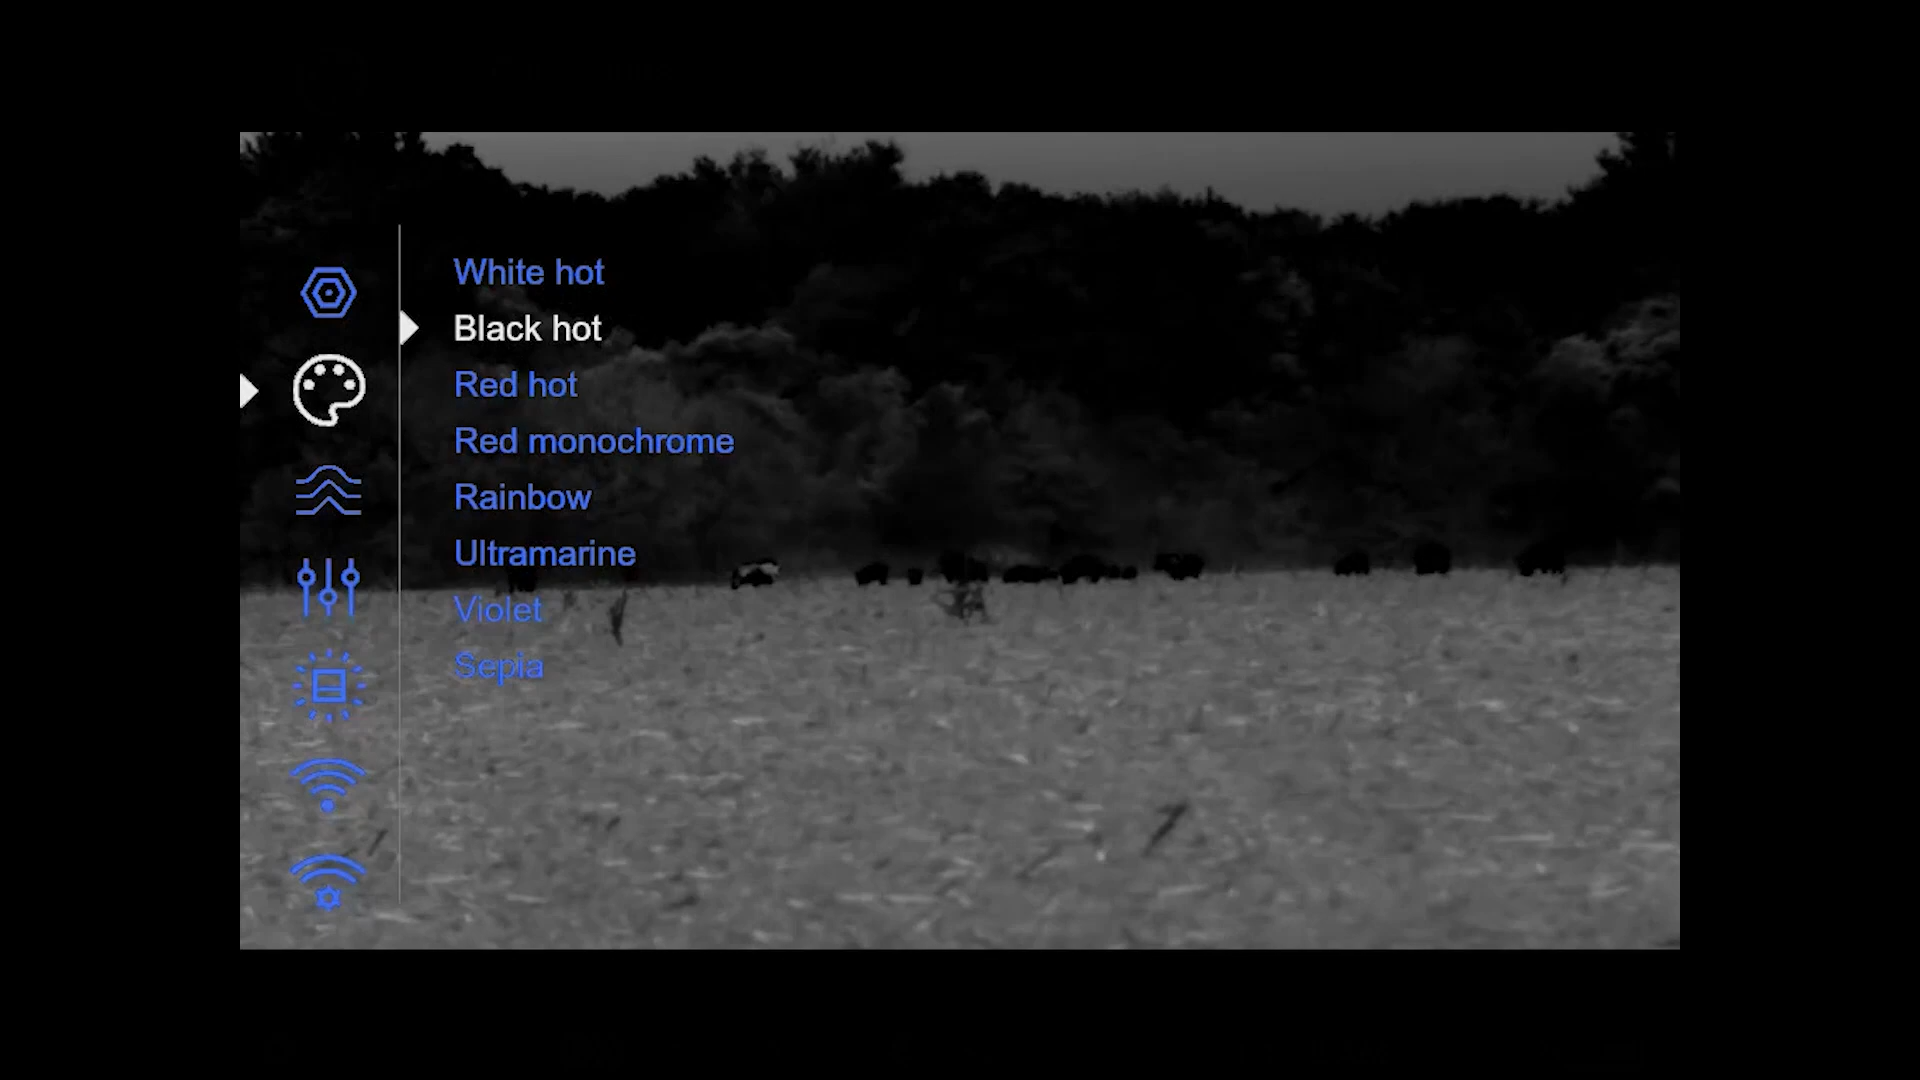 White hot
Black hot
Red hot
Red monochrome
Rainbow
Ultramarine
Violet
Sepia